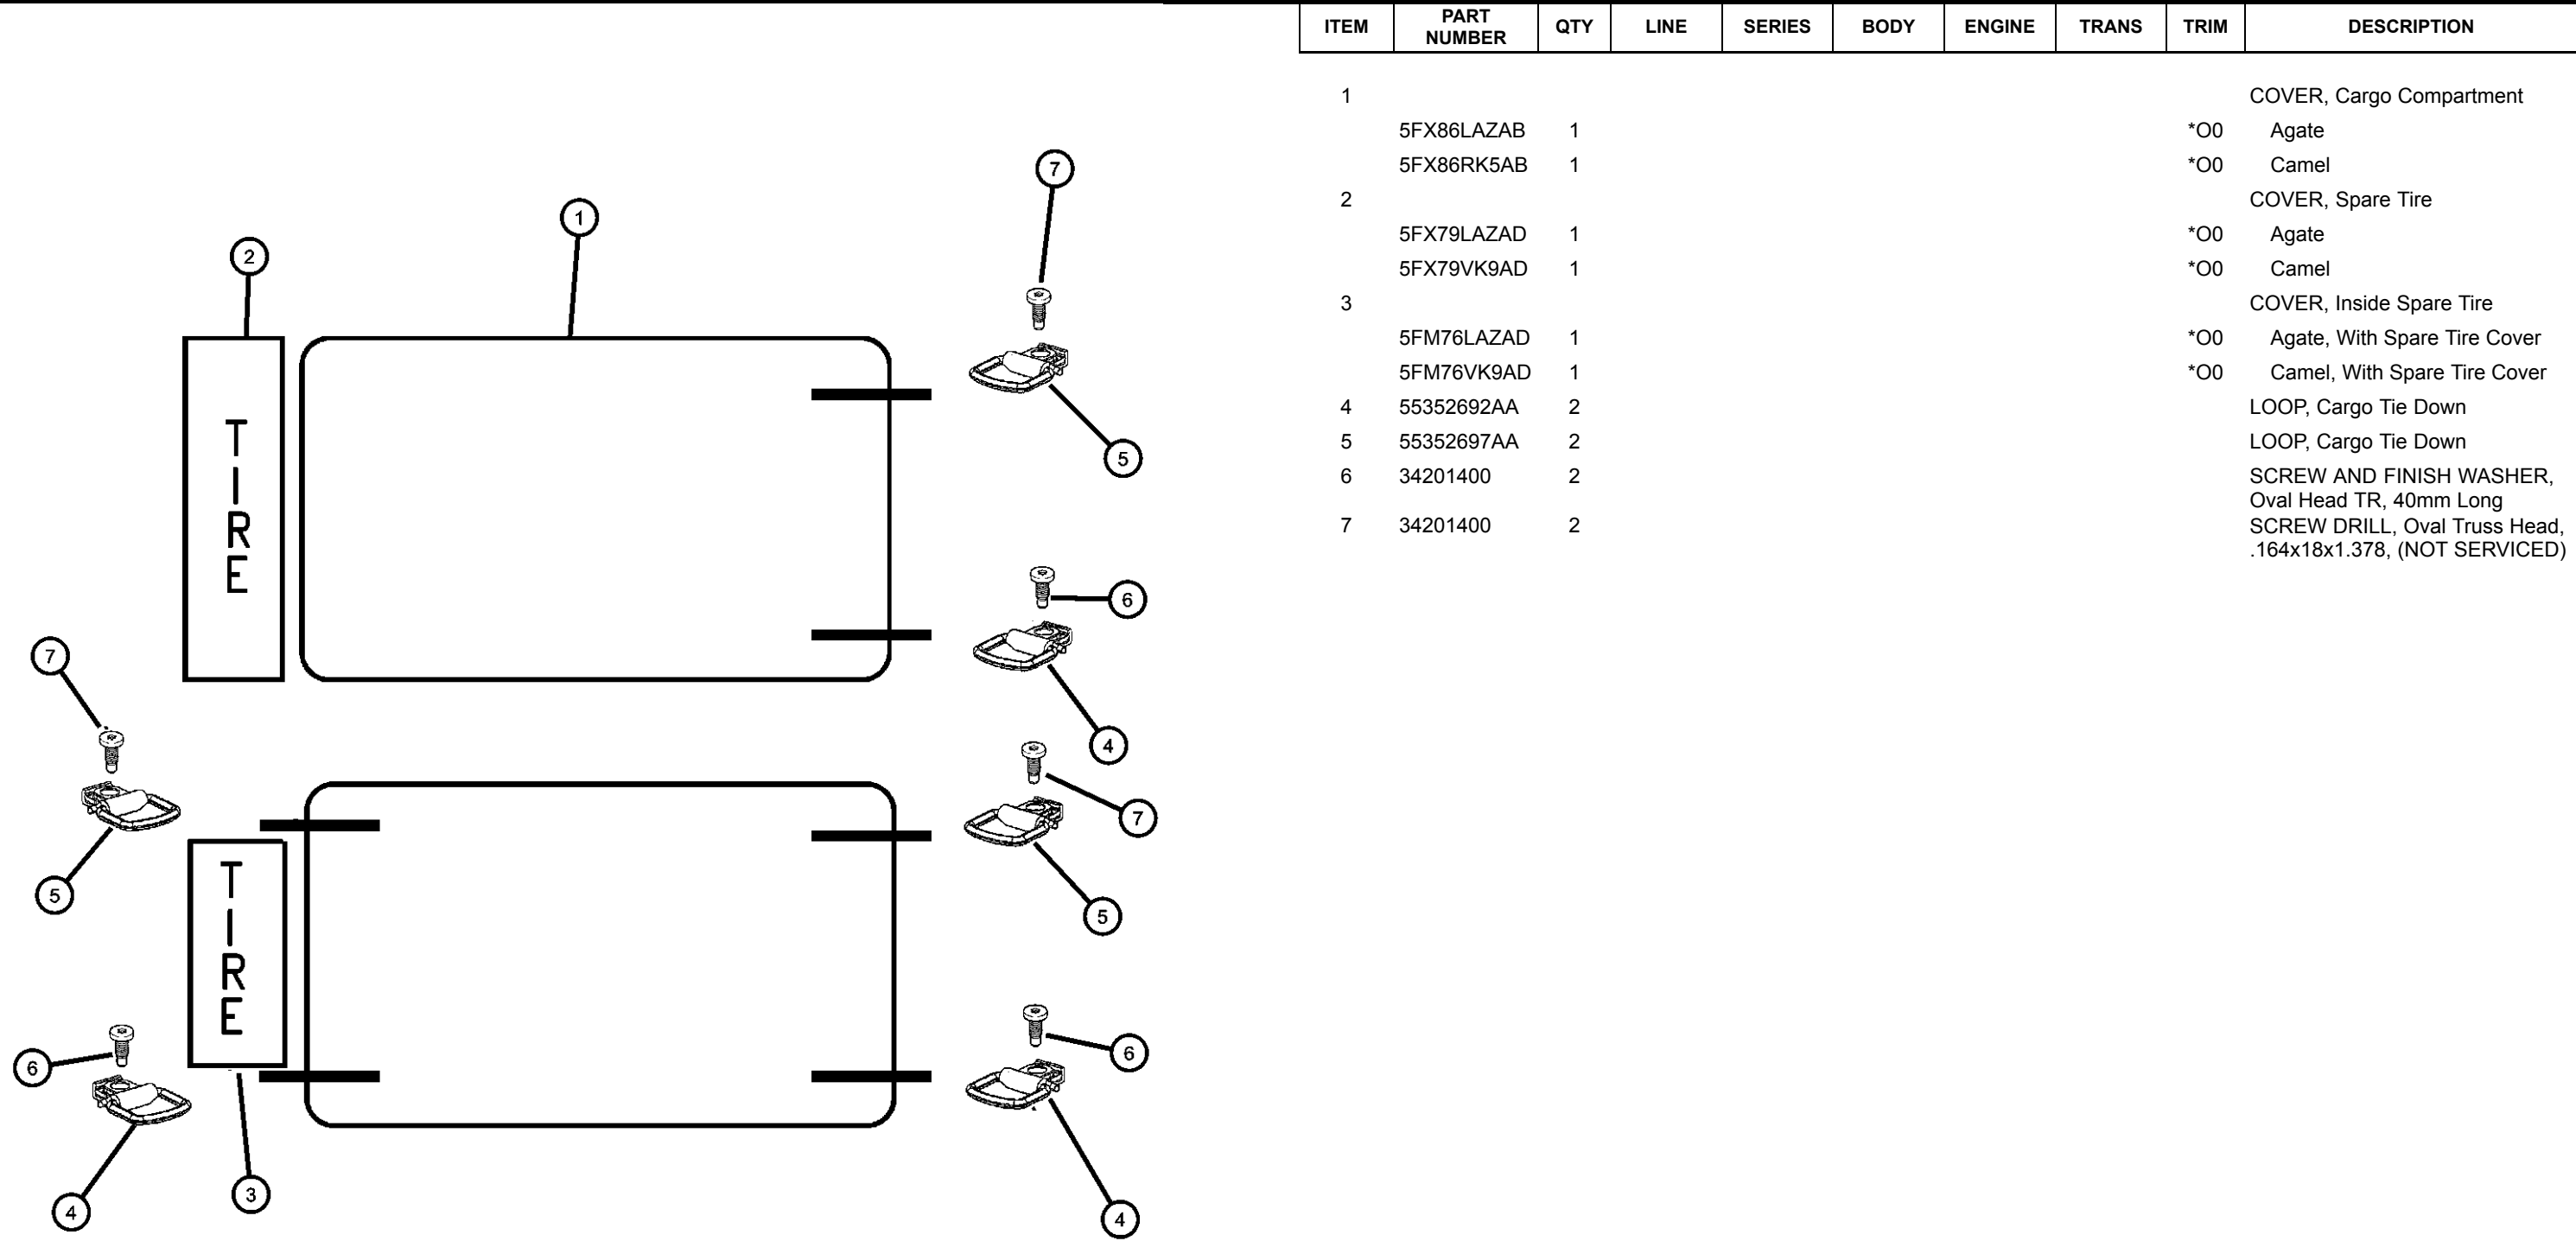 ITEM PART NUMBER QTY LINE SERIES BODY ENGINE TRANS TRIM DESCRIPTION
1 COVER, Cargo Compartment
5FX86LAZAB 1 *O0 Agate
5FX86RK5AB 1 *O0 Camel
2 COVER, Spare Tire
5FX79LAZAD 1 *O0 Agate
5FX79VK9AD 1 *O0 Camel
3 COVER, Inside Spare Tire
5FM76LAZAD 1 *O0 Agate, With Spare Tire Cover
5FM76VK9AD 1 *O0 Camel, With Spare Tire Cover
4 55352692AA 2 LOOP, Cargo Tie Down
5 55352697AA 2 LOOP, Cargo Tie Down
6 34201400 2 SCREW AND FINISH WASHER,
Oval Head TR, 40mm Long
7 34201400 2 SCREW DRILL, Oval Truss Head,
.164x18x1.378, (NOT SERVICED)
7
1
2
5
TIRE
6
7
4
7
5
5
TIRE
6
6
3
4
4